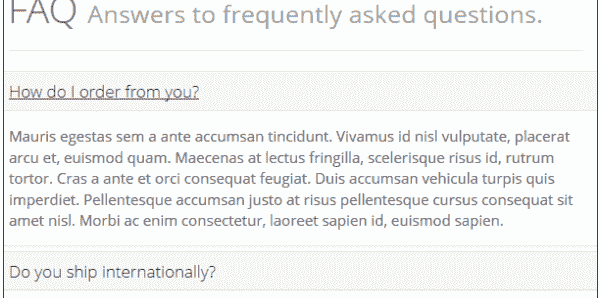 FAQ Answers to frequently asked questions.
How do I order from you?
Mauris egestas sem a ante accumsan tincidunt. Vivamus id nisl vulputate, placerat
arcu et, euismod quam. Maecenas at lectus fringilla, scelerisque risus id, rutrum
tortor. Cras a ante et orci consequat feugiat. Duis accumsan vehicula turpis quis
imperdiet. Pellentesque accumsan justo at risus pellentesque cursus consequat sit
amet nisl. Morbi ac enim consectetur, laoreet sapien id, euismod sapien.
Do you ship internationally?